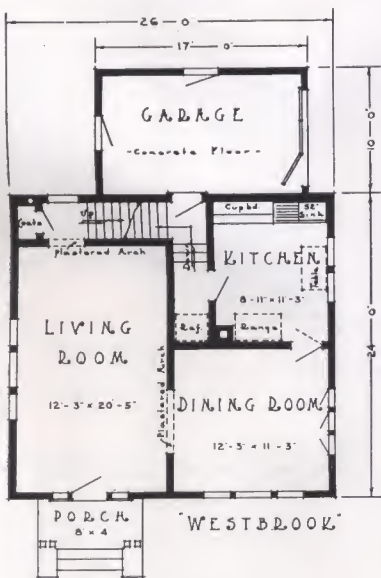 26'-0"
17'-0"
GARAGE
-Concrete Floor-
10'-0"
Cupbd.
32" Sink
Coats
Up
Plastered Arch
KITCHEN
Table
8'-11" x 11'-3"
24'-0"
LIVING
ROOM
Ref.
Range
12'-3" x 20'-5"
Plastered Arch
DINING ROOM
12'-3" x 11'-3"
PORCH
8' x 4'
"WESTBROOK"